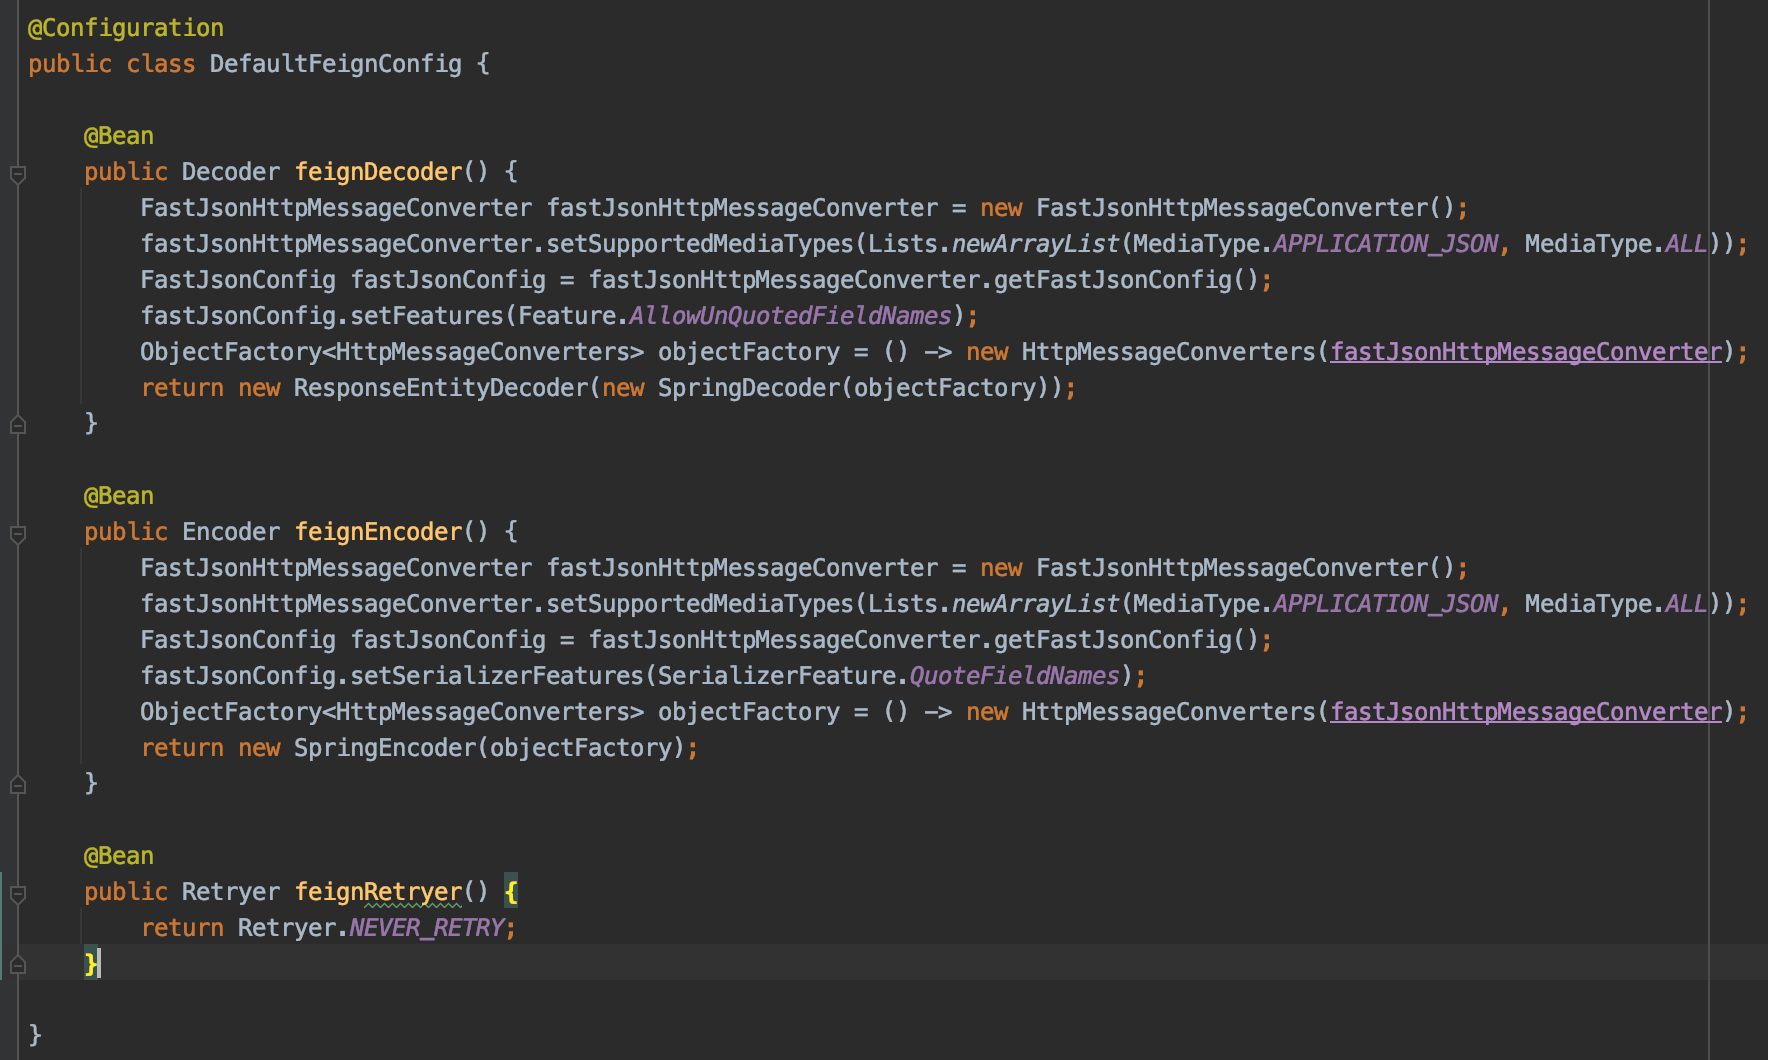 @Configuration
public class DefaultFeignConfig {
@Bean
public Decoder feignDecoder() {
FastJsonHttpMessageConverter fastJsonHttpMessageConverter = new FastJsonHttpMessageConverter();
fastJsonHttpMessageConverter.setSupportedMediaTypes(Lists.newArrayList(MediaType.APPLICATION_JSON, MediaType.ALL));
FastJsonConfig fastJsonConfig = fastJsonHttpMessageConverter.getFastJsonConfig();
fastJsonConfig.setFeatures(Feature.AllowUnQuotedFieldNames);
ObjectFactory<HttpMessageConverters> objectFactory = () -> new HttpMessageConverters(fastJsonHttpMessageConverter);
return new ResponseEntityDecoder(new SpringDecoder(objectFactory));
}
@Bean
public Encoder feignEncoder() {
FastJsonHttpMessageConverter fastJsonHttpMessageConverter = new FastJsonHttpMessageConverter();
fastJsonHttpMessageConverter.setSupportedMediaTypes(Lists.newArrayList(MediaType.APPLICATION_JSON, MediaType.ALL));
FastJsonConfig fastJsonConfig = fastJsonHttpMessageConverter.getFastJsonConfig();
fastJsonConfig.setSerializerFeatures(SerializerFeature.QuoteFieldNames);
ObjectFactory<HttpMessageConverters> objectFactory = () -> new HttpMessageConverters(fastJsonHttpMessageConverter);
return new SpringEncoder(objectFactory);
}
@Bean
public Retryer feignRetryer() {
return Retryer.NEVER_RETRY;
}
}